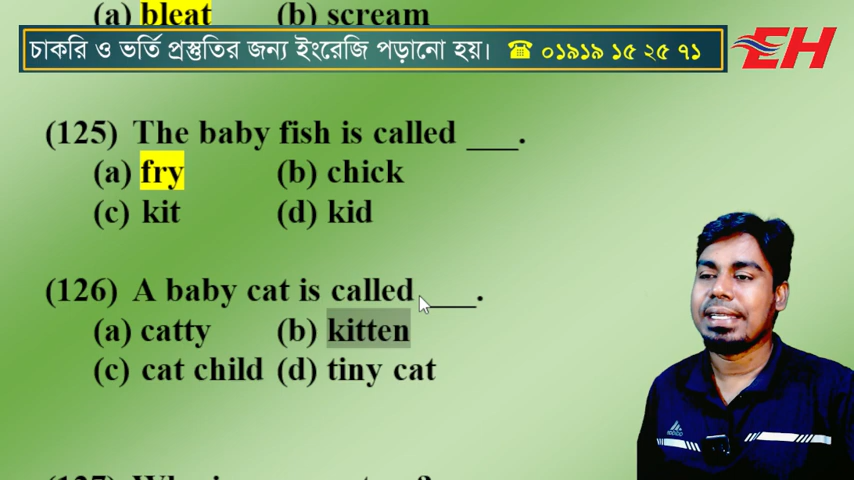 (a) bleat (b) scream
চাকরি ও ভর্তি প্রস্তুতির জন্য ইংরেজি পড়ানো হয়। ☎ ০১৯১৯ ১৫ ২৫ ৭১
EH
(125) The baby fish is called ___.
(a) fry (b) chick
(c) kit (d) kid
(126) A baby cat is called ___.
(a) catty (b) kitten
(c) cat child (d) tiny cat
adidas